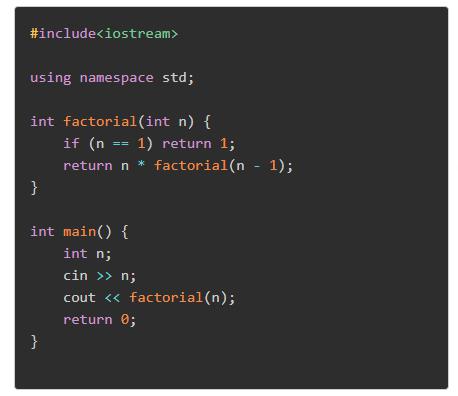 #include<iostream>
using namespace std;
int factorial(int n) {
    if (n == 1) return 1;
    return n * factorial(n - 1);
}
int main() {
    int n;
    cin >> n;
    cout << factorial(n);
    return 0;
}